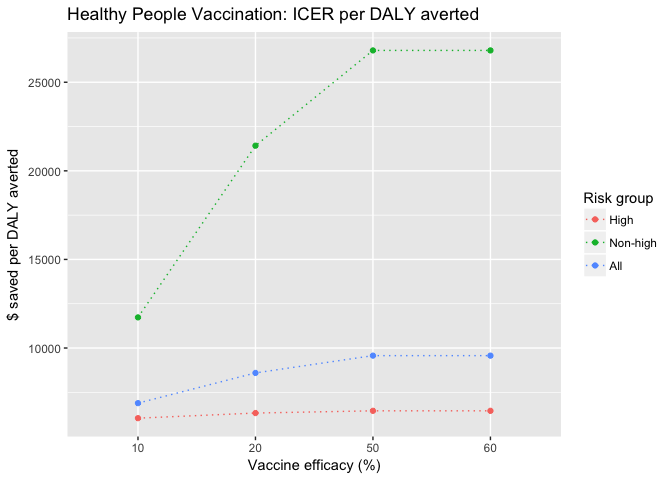 Healthy People Vaccination: ICER per DALY averted
$ saved per DALY averted
25000
20000
15000
10000
10 20 50 60
Vaccine efficacy (%)
Risk group
High
Non-high
All